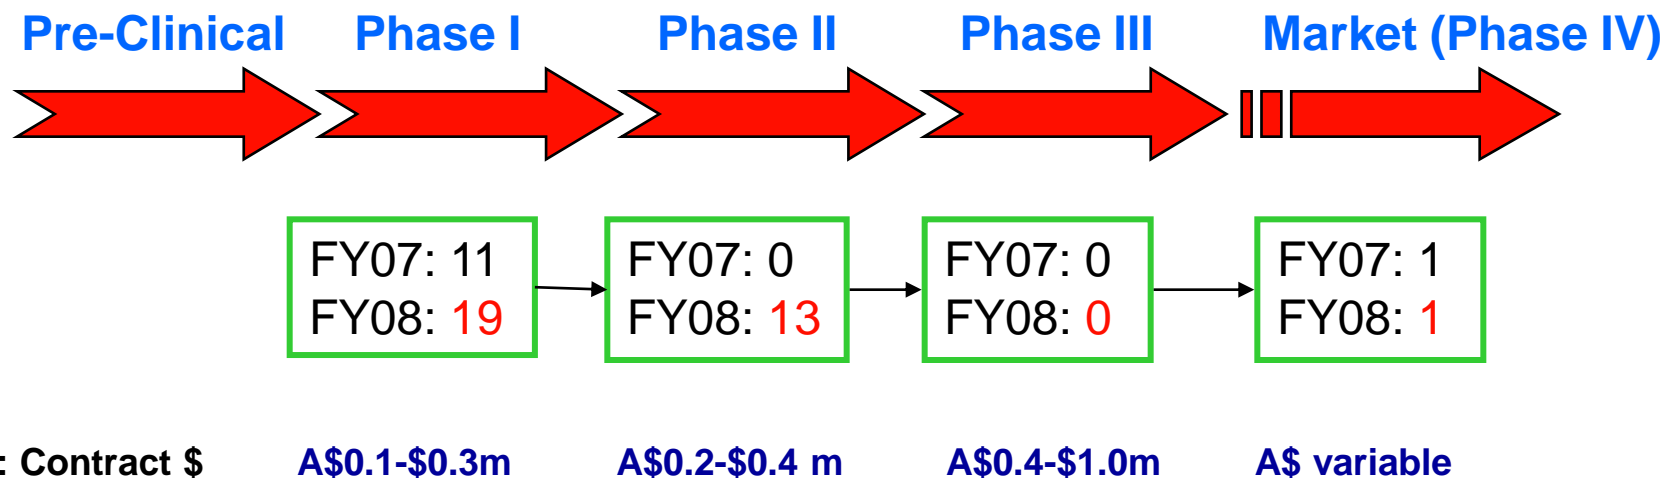 Pre-Clinical Phase I Phase II Phase III Market (Phase IV)
FY07: 11
FY08: 19
FY07: 0
FY08: 13
FY07: 0
FY08: 0
FY07: 1
FY08: 1
: Contract $ A$0.1-$0.3m A$0.2-$0.4 m A$0.4-$1.0m A$ variable